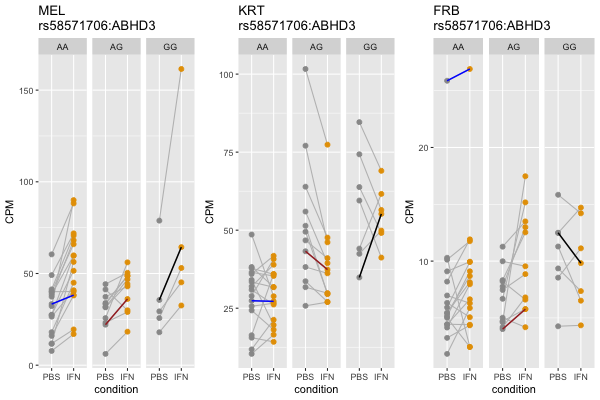 MEL
rs58571706:ABHD3
AA AG GG
CPM
150
100
50
0
PBS IFN PBS IFN PBS IFN
condition
KRT
rs58571706:ABHD3
AA AG GG
CPM
100
75
50
25
PBS IFN PBS IFN PBS IFN
condition
FRB
rs58571706:ABHD3
AA AG GG
CPM
20
10
PBS IFN PBS IFN PBS IFN
condition